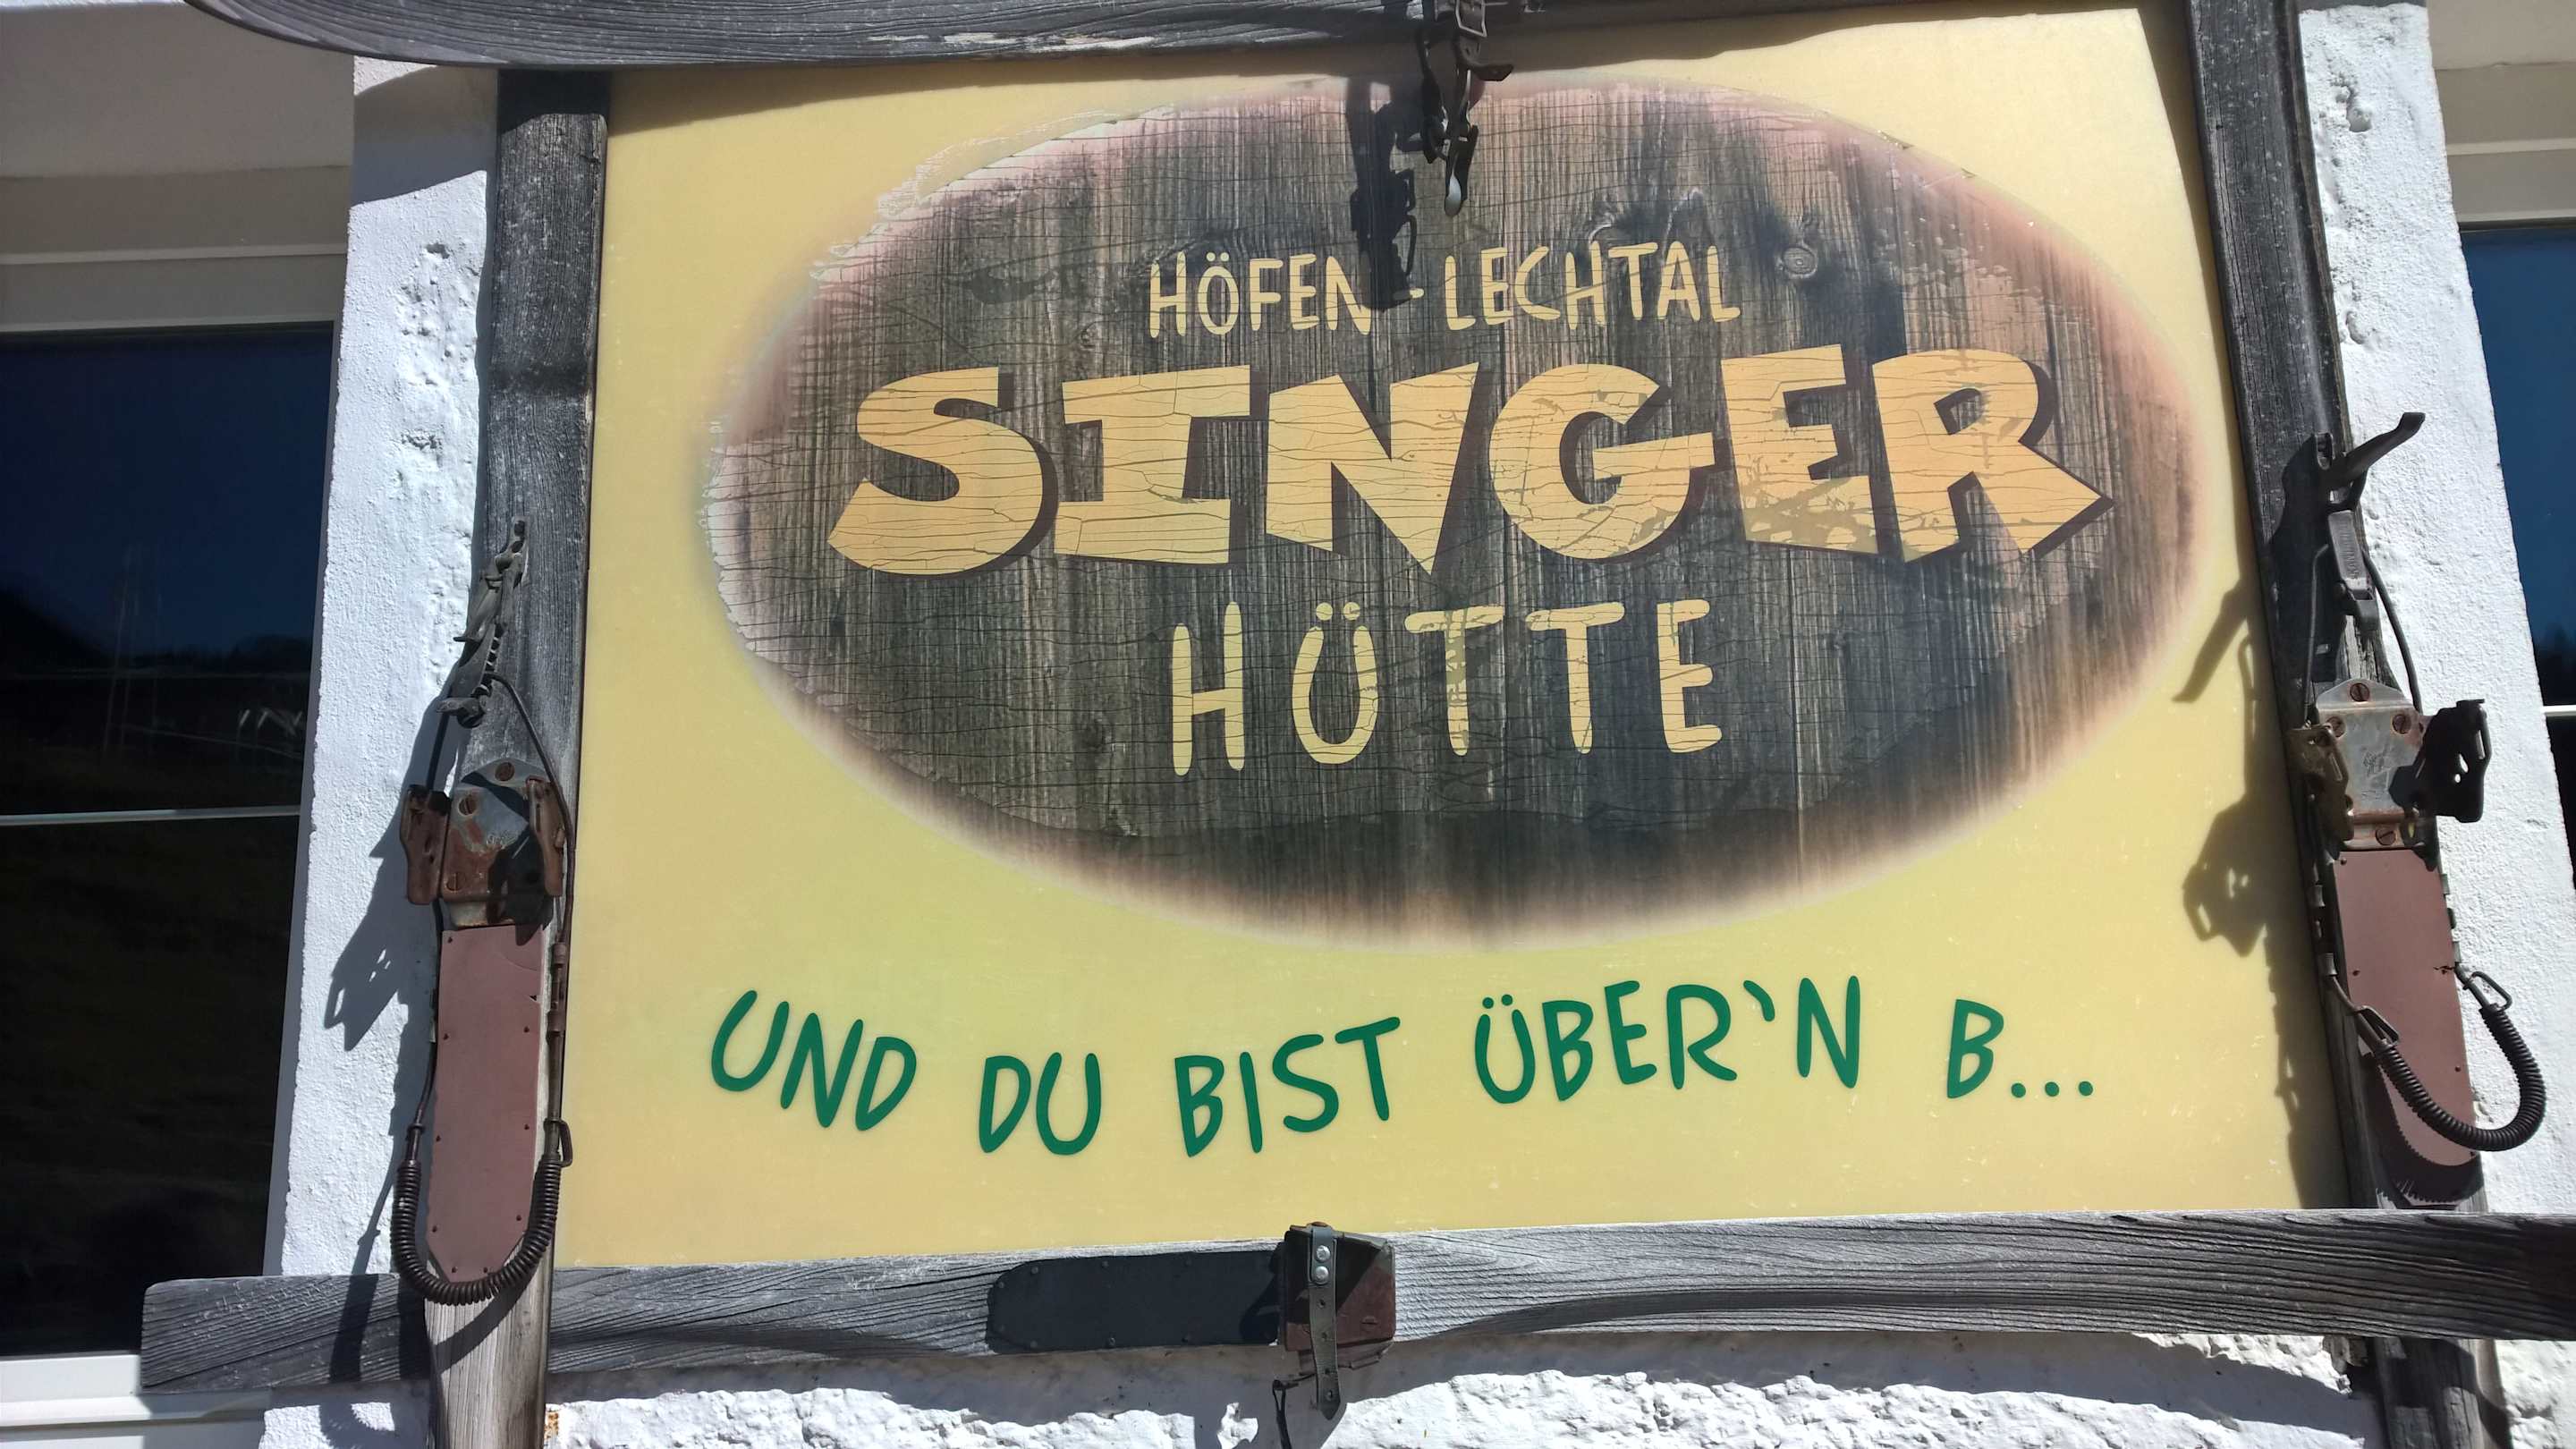 HÖFEN - LECHTAL
SINGER
HÜTTE
UND DU BIST ÜBER'N B...